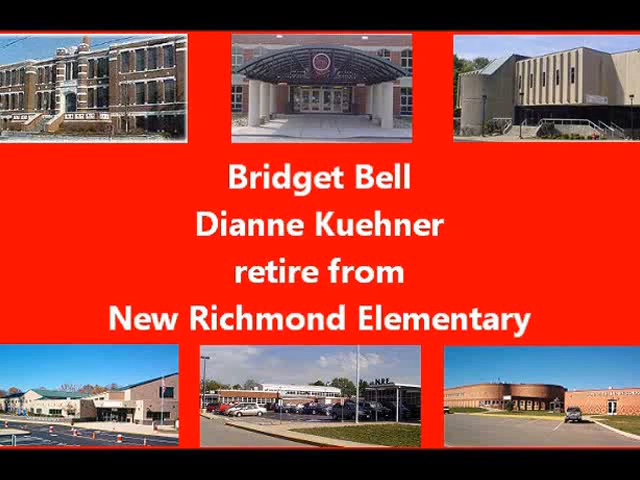 Bridget Bell
Dianne Kuehner
retire from
New Richmond Elementary